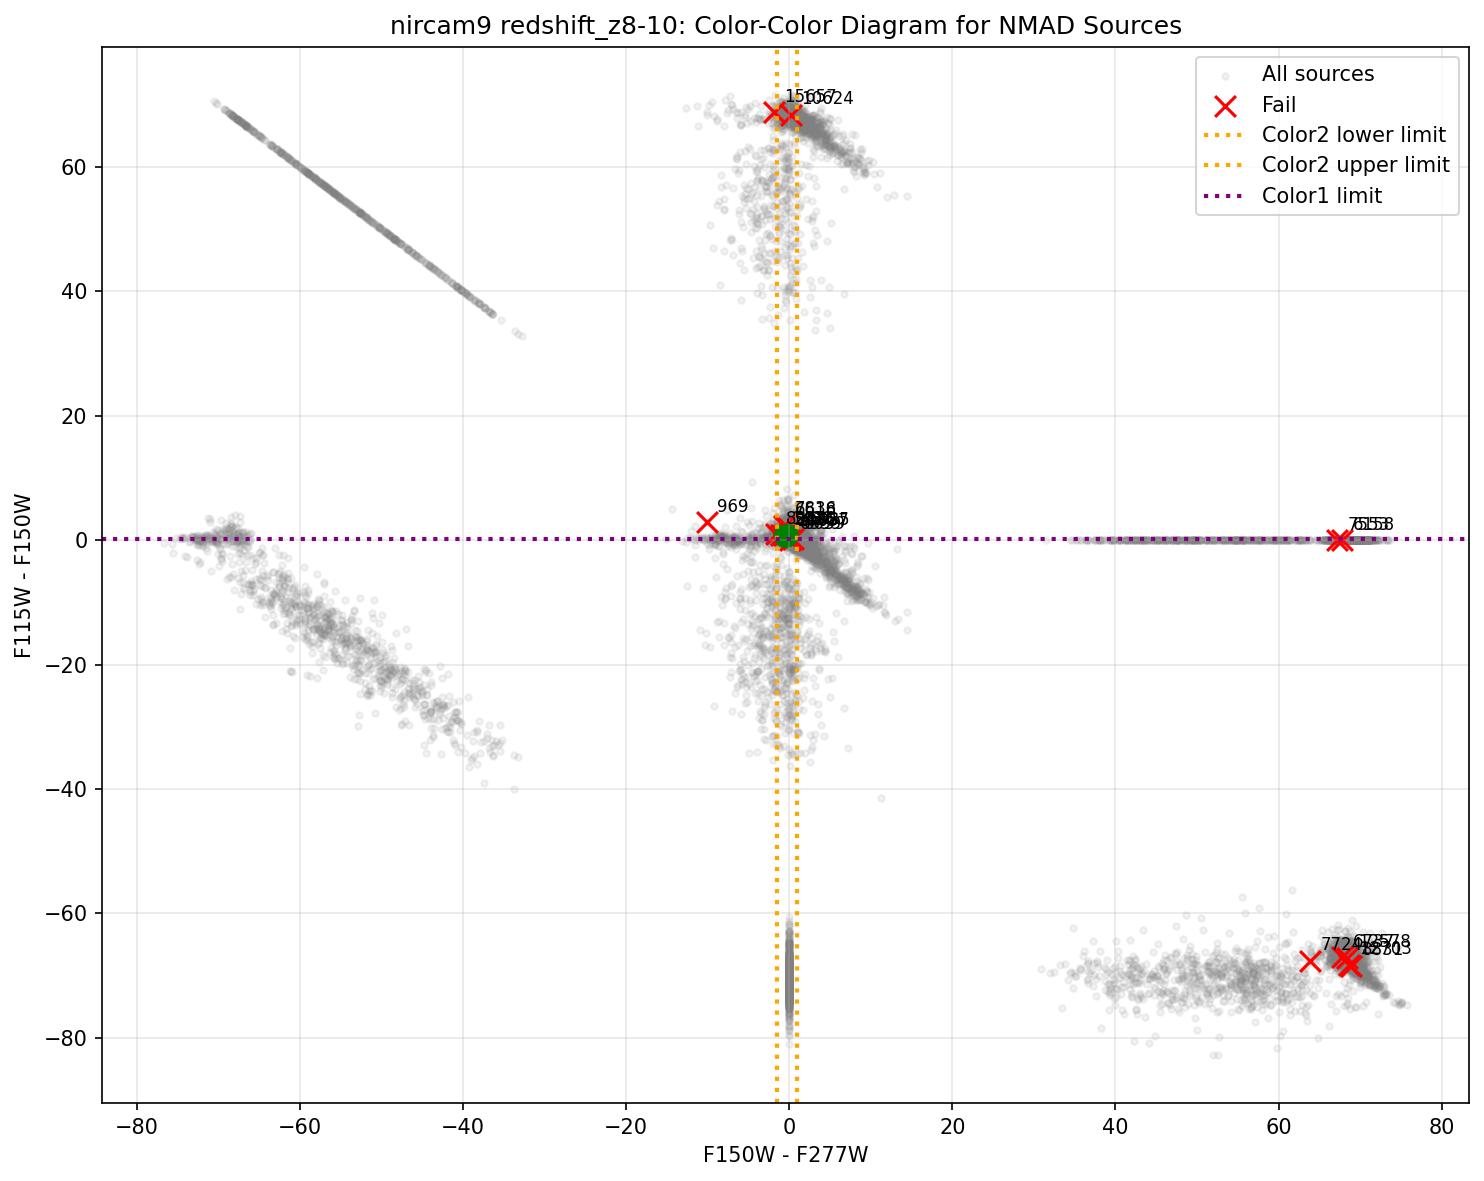 nircam9 redshift_z8-10: Color-Color Diagram for NMAD Sources
All sources
Fail
Color2 lower limit
Color2 upper limit
Color1 limit
10624
969
7724
F115W - F150W
60
40
20
0
−20
−40
−60
−80
−80
−60
−40
−20
0
20
40
60
80
F150W - F277W